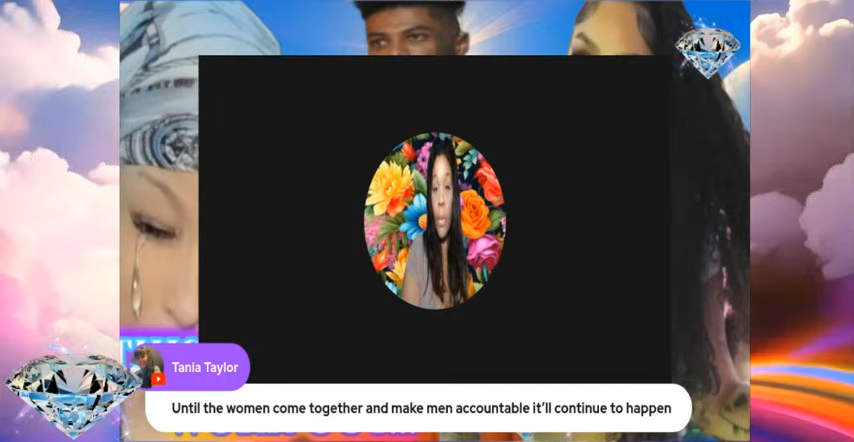 Tania Taylor
Until the women come together and make men accountable it’ll continue to happen